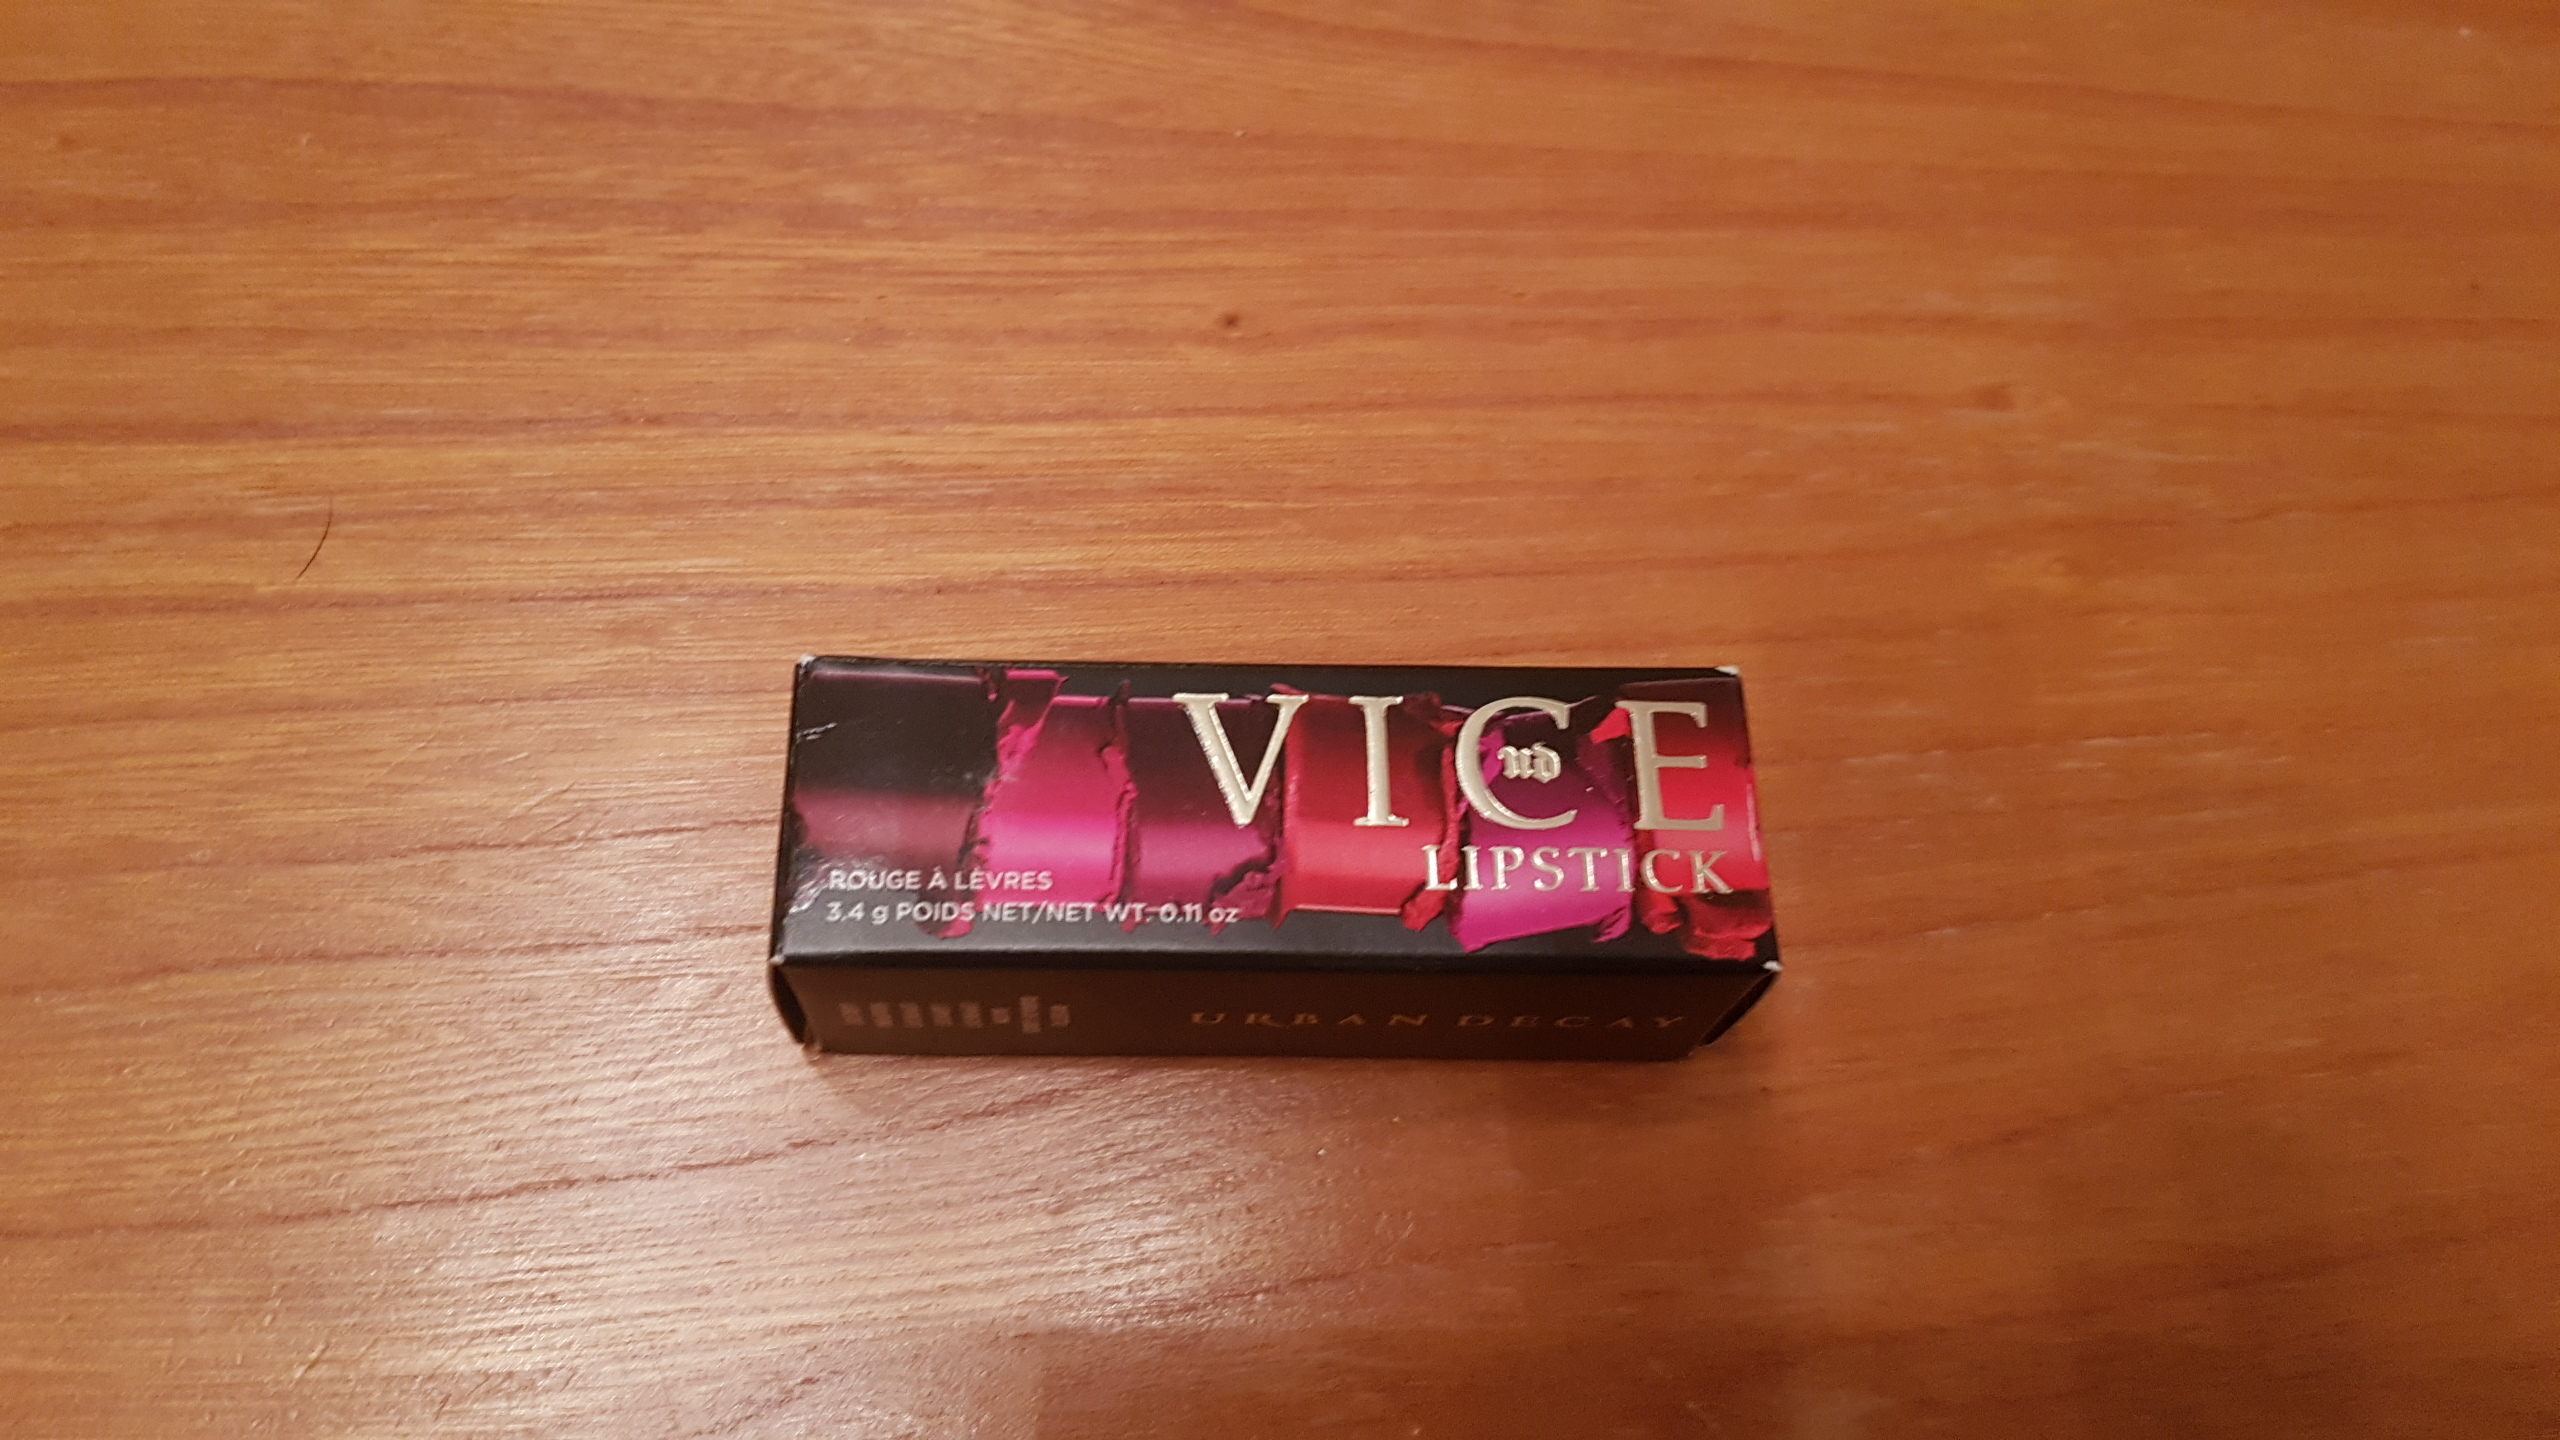 VICE
ud
LIPSTICK
ROUGE À LÈVRES
3.4 g POIDS NET/NET WT. 0.11 oz
URBAN DECAY